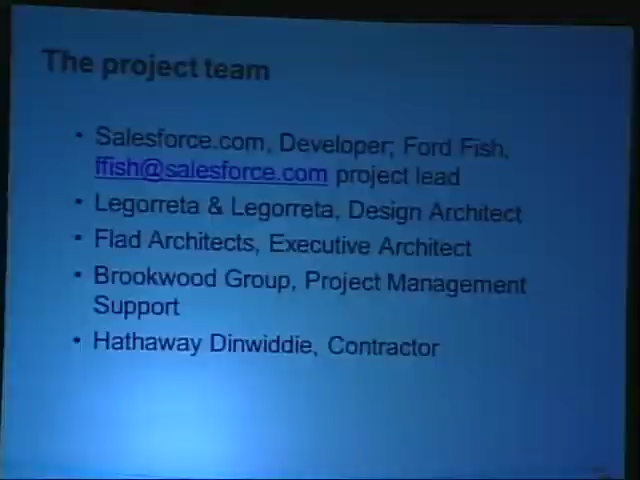 The project team
• Salesforce.com, Developer; Ford Fish,
ffish@salesforce.com project lead
• Legorreta & Legorreta, Design Architect
• Flad Architects, Executive Architect
• Brookwood Group, Project Management
Support
• Hathaway Dinwiddie, Contractor